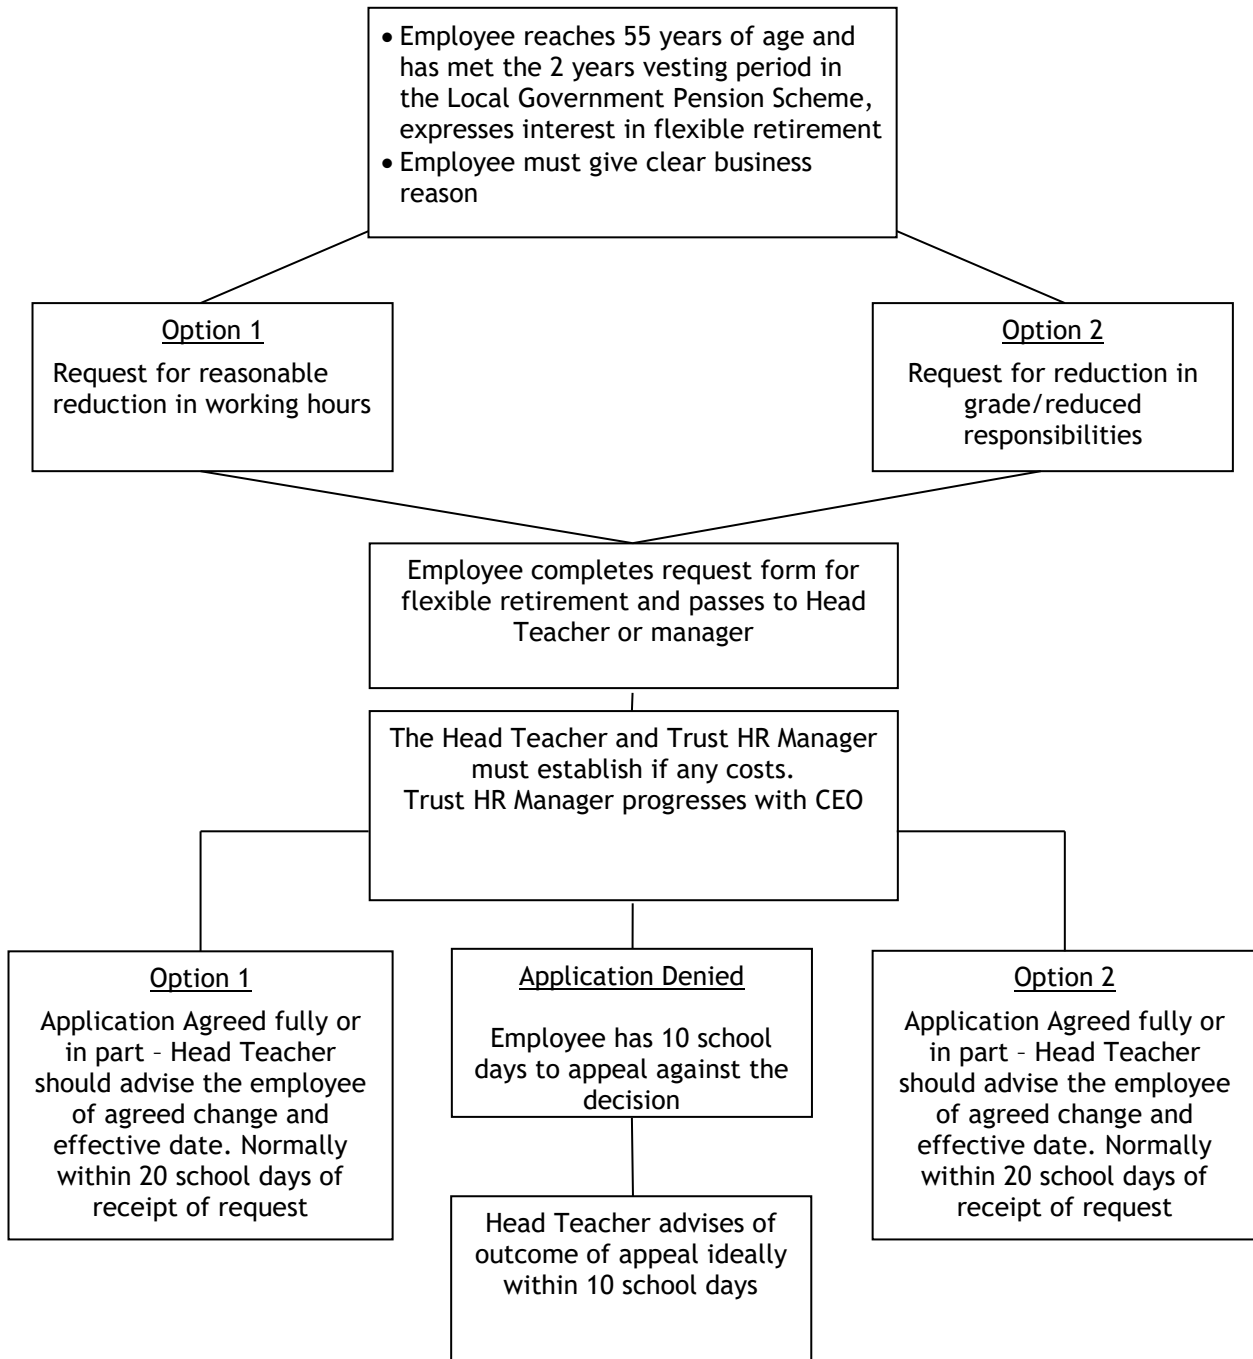 • Employee reaches 55 years of age and
has met the 2 years vesting period in
the Local Government Pension Scheme,
expresses interest in flexible retirement
• Employee must give clear business
reason
Option 1
Request for reasonable
reduction in working hours
Option 2
Request for reduction in
grade/reduced
responsibilities
Employee completes request form for
flexible retirement and passes to Head
Teacher or manager
The Head Teacher and Trust HR Manager
must establish if any costs.
Trust HR Manager progresses with CEO
Option 1
Application Agreed fully or
in part – Head Teacher
should advise the employee
of agreed change and
effective date. Normally
within 20 school days of
receipt of request
Application Denied
Employee has 10 school
days to appeal against the
decision
Option 2
Application Agreed fully or
in part – Head Teacher
should advise the employee
of agreed change and
effective date. Normally
within 20 school days of
receipt of request
Head Teacher advises of
outcome of appeal ideally
within 10 school days